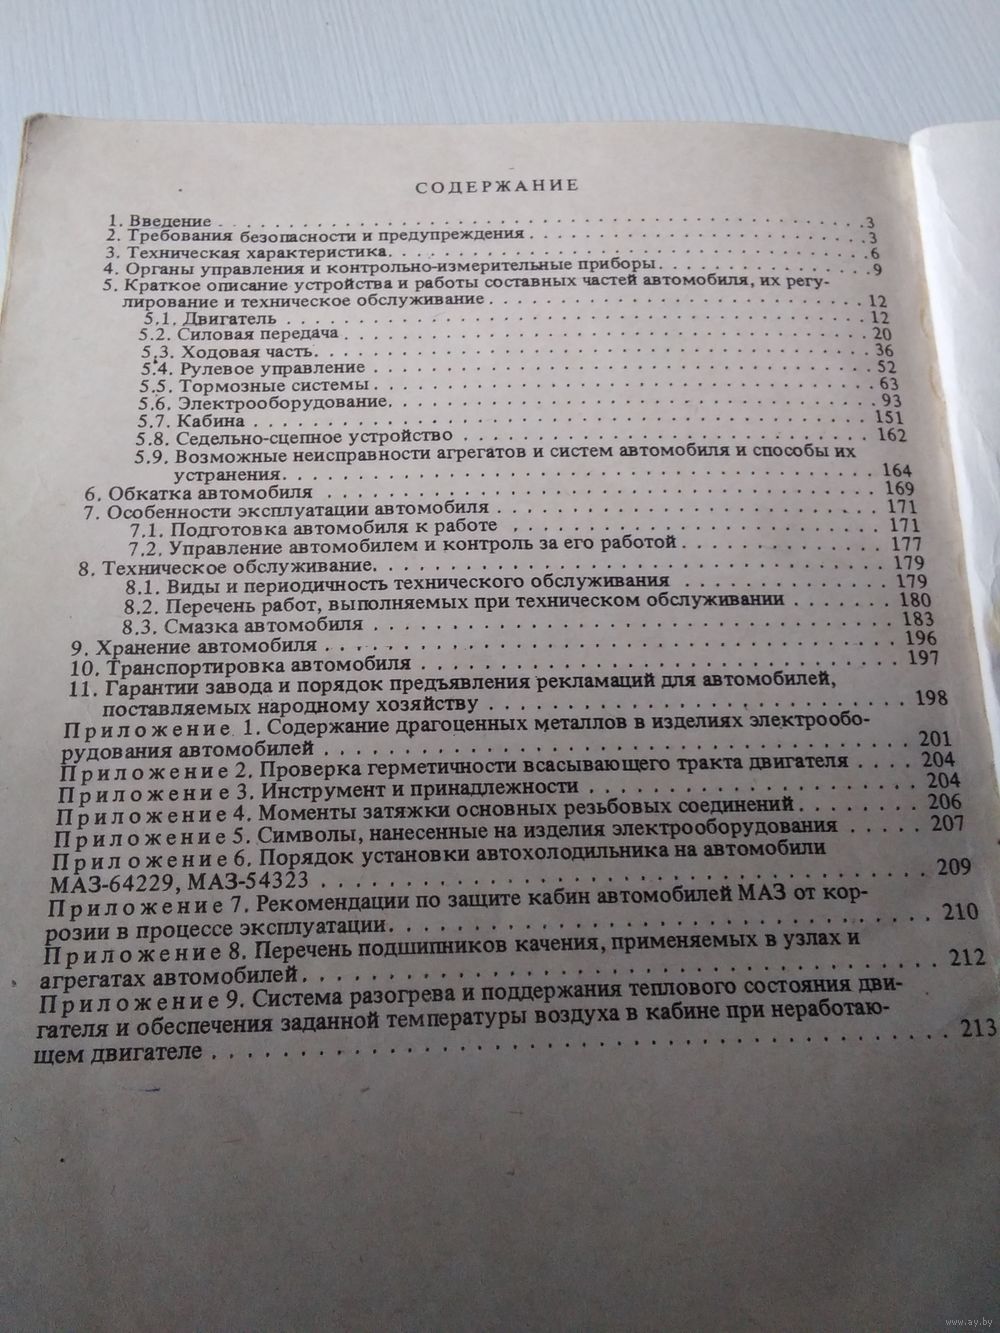 СОДЕРЖАНИЕ
1. Введение . . . 3
2. Требования безопасности и предупреждения . . . 3
3. Техническая характеристика. . . . 6
4. Органы управления и контрольно-измерительные приборы. . . . 9
5. Краткое описание устройства и работы составных частей автомобиля, их регу-
лирование и техническое обслуживание . . . 12
5.1. Двигатель . . . 12
5.2. Силовая передача . . . 20
5.3. Ходовая часть. . . . 36
5.4. Рулевое управление . . . 52
5.5. Тормозные системы . . . 63
5.6. Электрооборудование. . . . 93
5.7. Кабина . . . 151
5.8. Седельно-сцепное устройство . . . 162
5.9. Возможные неисправности агрегатов и систем автомобиля и способы их
устранения. . . . 164
6. Обкатка автомобиля . . . 169
7. Особенности эксплуатации автомобиля . . . 171
7.1. Подготовка автомобиля к работе . . . 171
7.2. Управление автомобилем и контроль за его работой . . . 177
8. Техническое обслуживание. . . . 179
8.1. Виды и периодичность технического обслуживания . . . 179
8.2. Перечень работ, выполняемых при техническом обслуживании . . . 180
8.3. Смазка автомобиля . . . 183
9. Хранение автомобиля . . . 196
10. Транспортировка автомобиля . . . 197
11. Гарантии завода и порядок предъявления рекламаций для автомобилей,
поставляемых народному хозяйству . . . 198
Приложение 1. Содержание драгоценных металлов в изделиях электрообо-
рудования автомобилей . . . 201
Приложение 2. Проверка герметичности всасывающего тракта двигателя . . . 204
Приложение 3. Инструмент и принадлежности . . . 204
Приложение 4. Моменты затяжки основных резьбовых соединений. . . . 206
Приложение 5. Символы, нанесенные на изделия электрооборудования . . . 207
Приложение 6. Порядок установки автохолодильника на автомобили
МАЗ-64229, МАЗ-54323 . . . 209
Приложение 7. Рекомендации по защите кабин автомобилей МАЗ от кор-
розии в процессе эксплуатации. . . . 210
Приложение 8. Перечень подшипников качения, применяемых в узлах и
агрегатах автомобилей. . . . 212
Приложение 9. Система разогрева и поддержания теплового состояния дви-
гателя и обеспечения заданной температуры воздуха в кабине при неработаю-
щем двигателе . . . 213
www.ay.by